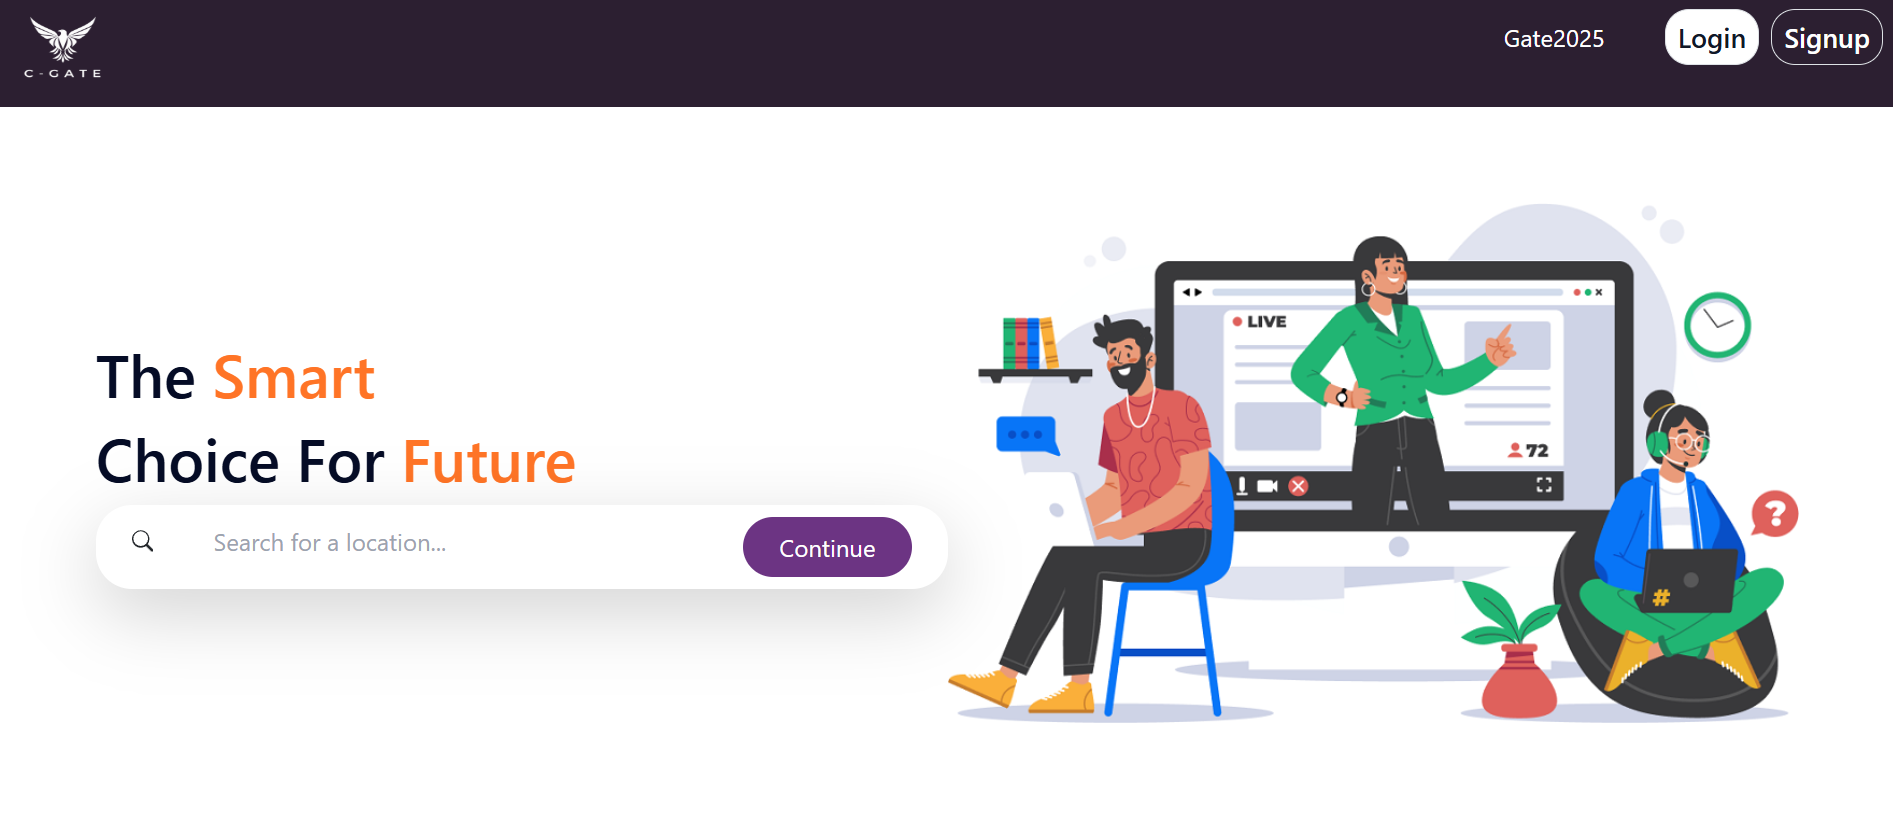 C-GATE
Gate2025
Login
Signup
The Smart
Choice For Future
Search for a location...
Continue
LIVE
72
?
#